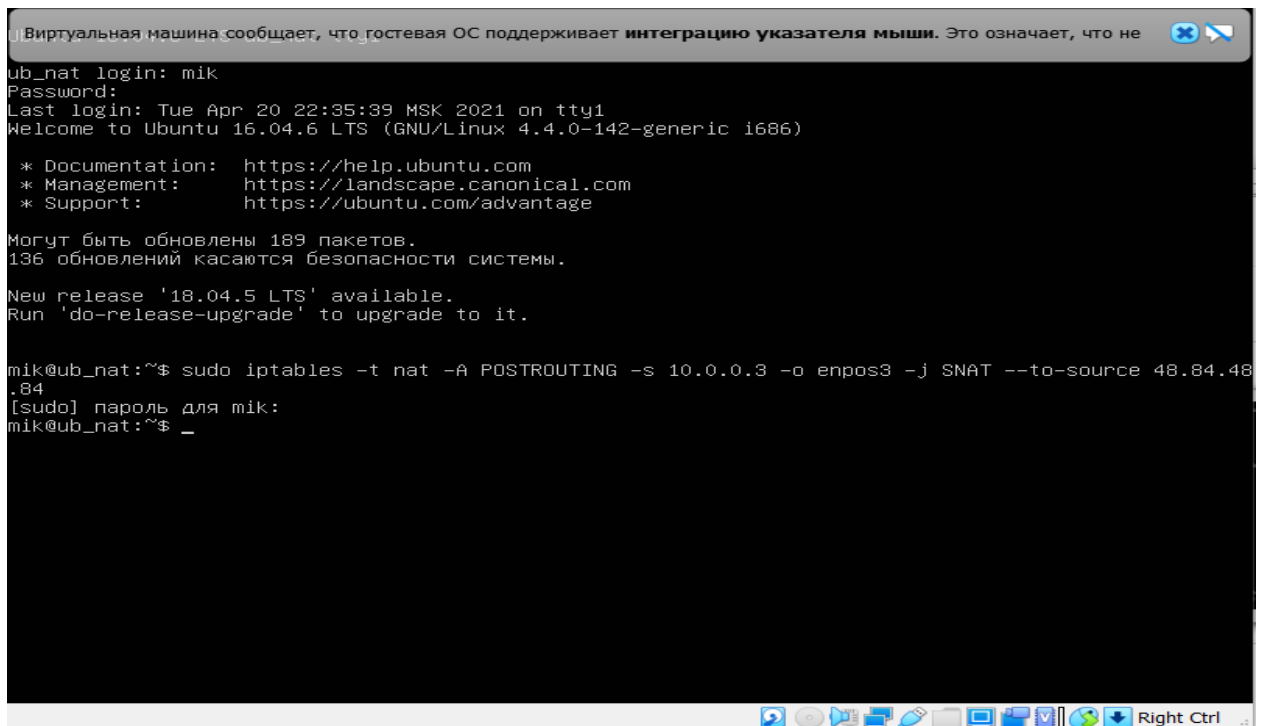 Виртуальная машина сообщает, что гостевая ОС поддерживает интеграцию указателя мыши. Это означает, что не
ub_nat login: mik
Password:
Last login: Tue Apr 20 22:35:39 MSK 2021 on tty1
Welcome to Ubuntu 16.04.6 LTS (GNU/Linux 4.4.0-142-generic i686)
* Documentation: https://help.ubuntu.com
* Management: https://landscape.canonical.com
* Support: https://ubuntu.com/advantage
Могут быть обновлены 189 пакетов.
136 обновлений касаются безопасности системы.
New release '18.04.5 LTS' available.
Run 'do-release-upgrade' to upgrade to it.
mik@ub_nat:~$ sudo iptables -t nat -A POSTROUTING -s 10.0.0.3 -o enpos3 -j SNAT --to-source 48.84.48
.84
[sudo] пароль для mik:
mik@ub_nat:~$ _
Right Ctrl